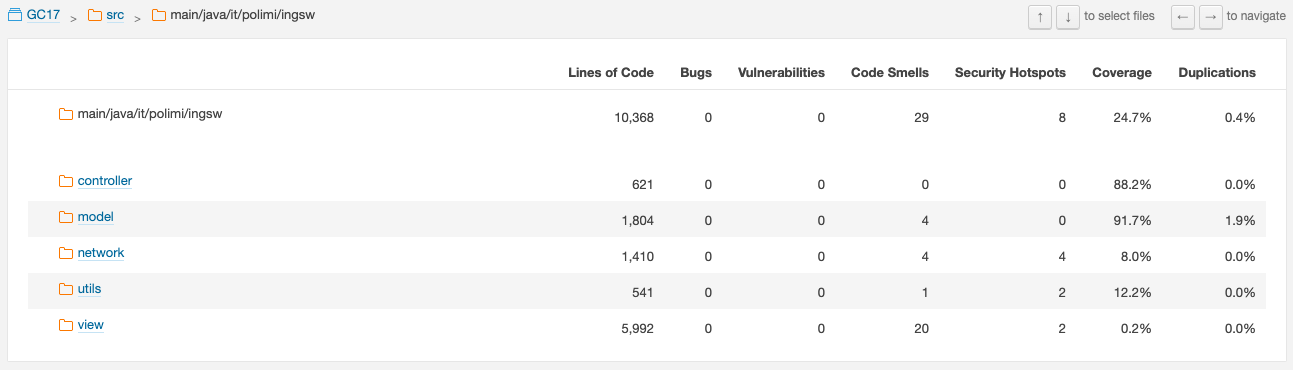 GC17 > src > main/java/it/polimi/ingsw ↑ ↓ to select files ← → to navigate
Lines of Code Bugs Vulnerabilities Code Smells Security Hotspots Coverage Duplications
main/java/it/polimi/ingsw 10,368 0 0 29 8 24.7% 0.4%
controller 621 0 0 0 0 88.2% 0.0%
model 1,804 0 0 4 0 91.7% 1.9%
network 1,410 0 0 4 4 8.0% 0.0%
utils 541 0 0 1 2 12.2% 0.0%
view 5,992 0 0 20 2 0.2% 0.0%